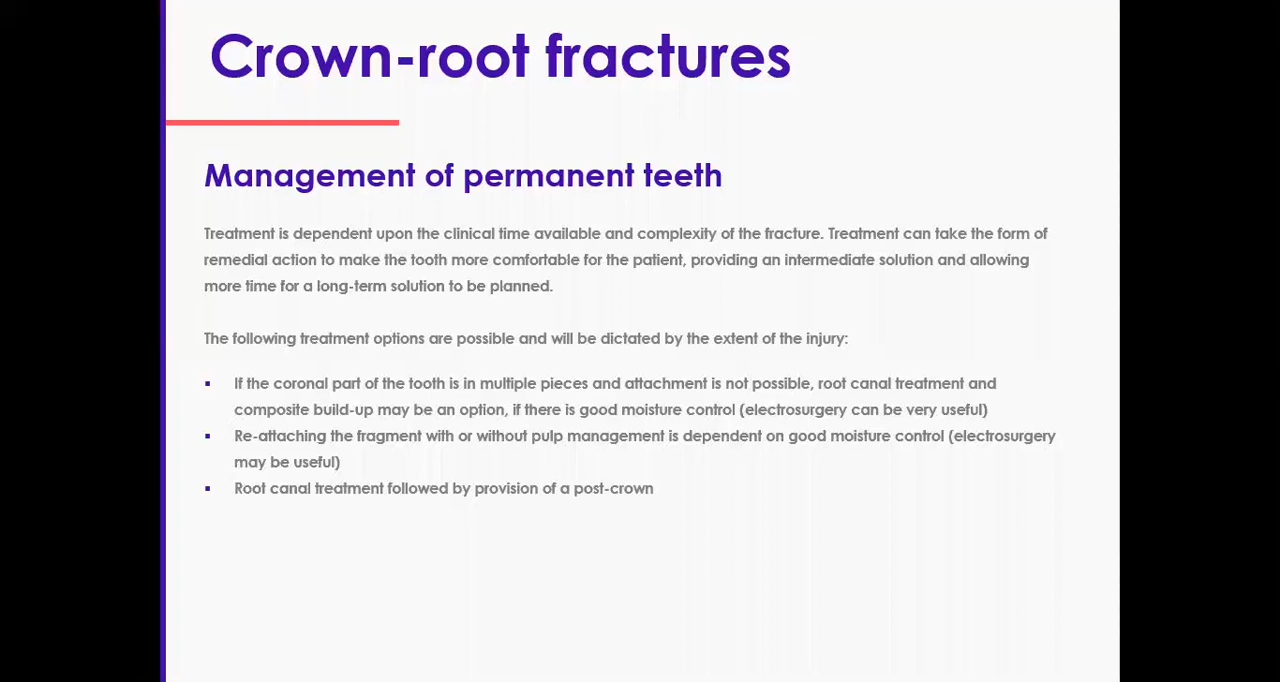 Crown-root fractures
Management of permanent teeth
Treatment is dependent upon the clinical time available and complexity of the fracture. Treatment can take the form of
remedial action to make the tooth more comfortable for the patient, providing an intermediate solution and allowing
more time for a long-term solution to be planned.
The following treatment options are possible and will be dictated by the extent of the injury:
▪ If the coronal part of the tooth is in multiple pieces and attachment is not possible, root canal treatment and
composite build-up may be an option, if there is good moisture control (electrosurgery can be very useful)
▪ Re-attaching the fragment with or without pulp management is dependent on good moisture control (electrosurgery
may be useful)
▪ Root canal treatment followed by provision of a post-crown